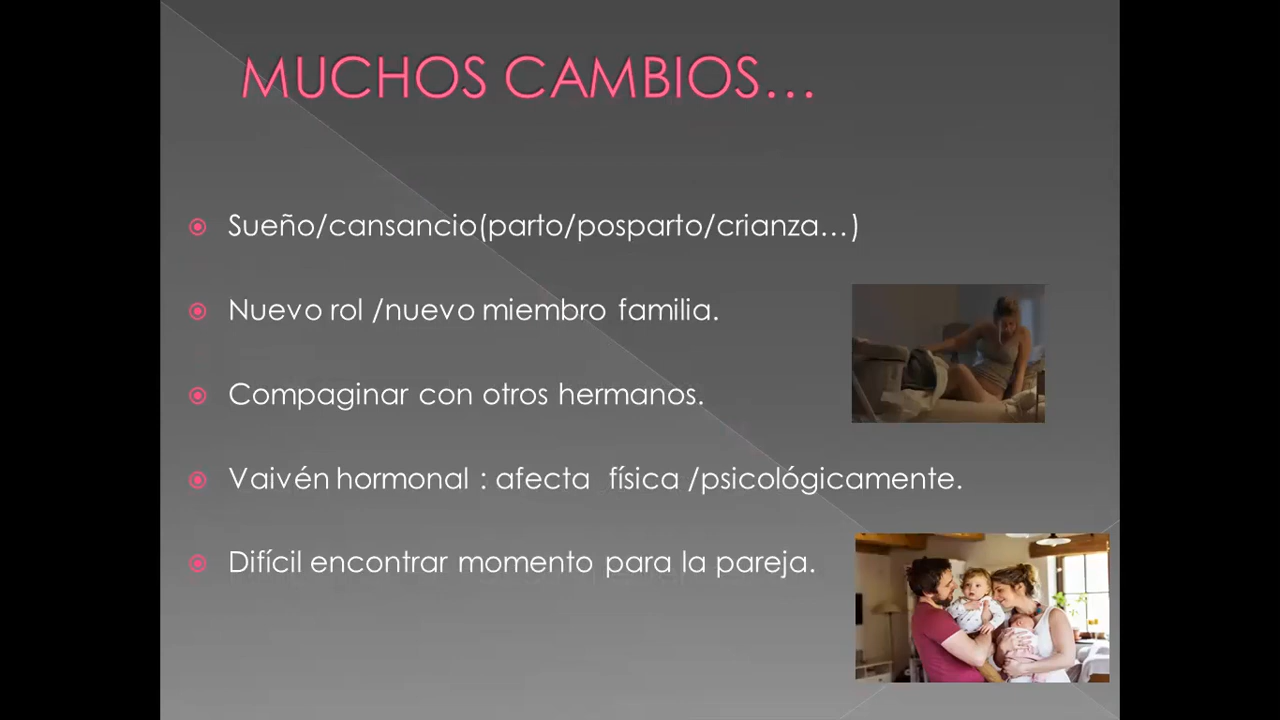 MUCHOS CAMBIOS...
Sueño/cansancio(parto/posparto/crianza...)
Nuevo rol /nuevo miembro familia.
Compaginar con otros hermanos.
Vaivén hormonal : afecta física /psicológicamente.
Difícil encontrar momento para la pareja.